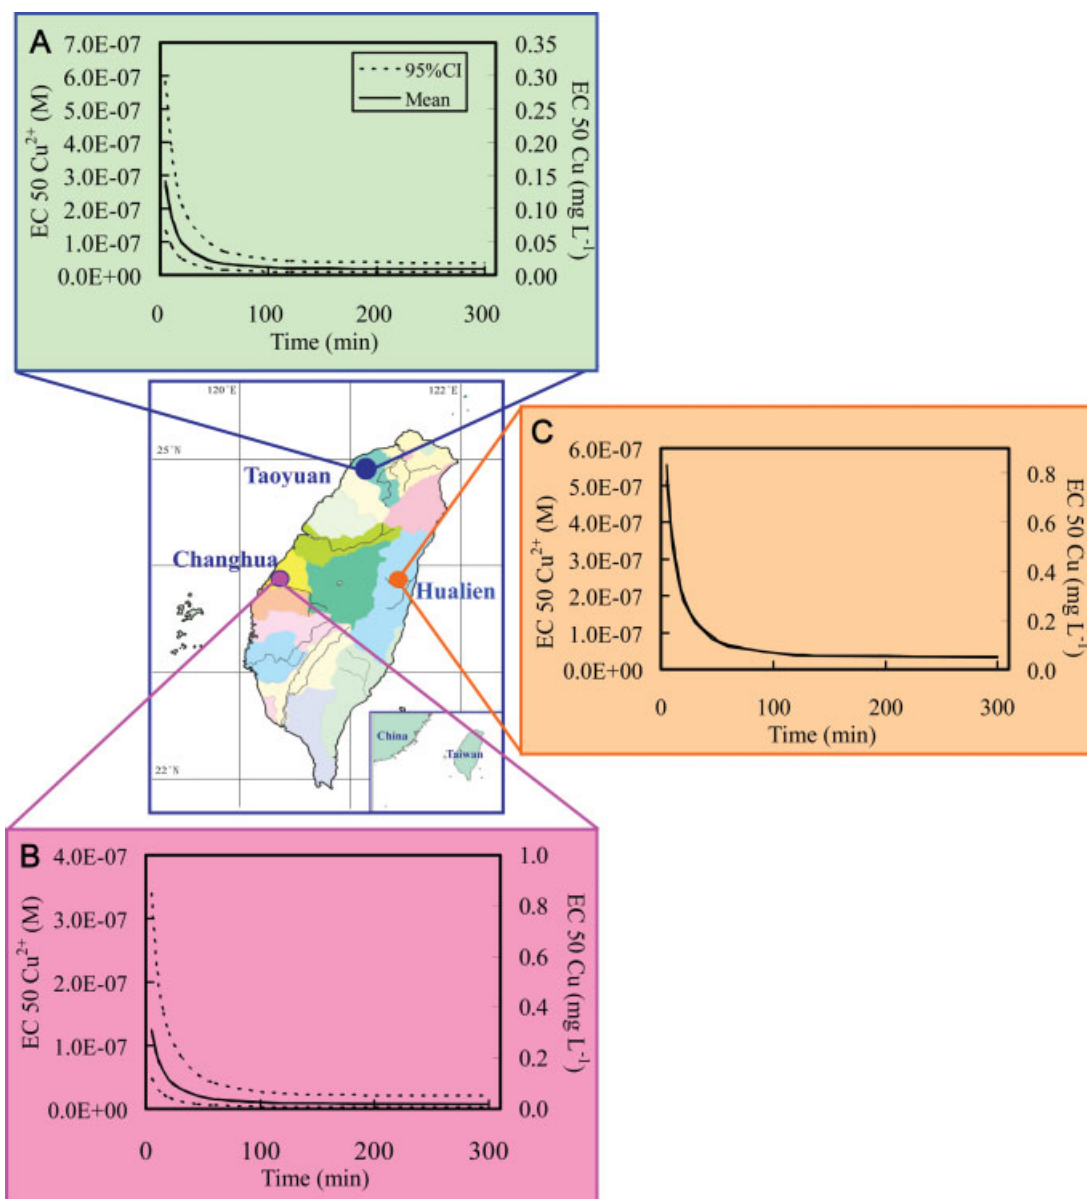 A
7.0E-07
6.0E-07
5.0E-07
4.0E-07
3.0E-07
2.0E-07
1.0E-07
0.0E+00
EC 50 Cu²⁺ (M)
95%CI
Mean
0.35
0.30
0.25
0.20
0.15
0.10
0.05
0.00
EC 50 Cu (mg L⁻¹)
0 100 200 300
Time (min)
120°E 122°E
25°N
Taoyuan
Changhua
Hualien
22°N
China
Taiwan
C
6.0E-07
5.0E-07
4.0E-07
3.0E-07
2.0E-07
1.0E-07
0.0E+00
EC 50 Cu²⁺ (M)
0.8
0.6
0.4
0.2
0.0
EC 50 Cu (mg L⁻¹)
0 100 200 300
Time (min)
B
4.0E-07
3.0E-07
2.0E-07
1.0E-07
0.0E+00
EC 50 Cu²⁺ (M)
1.0
0.8
0.6
0.4
0.2
0.0
EC 50 Cu (mg L⁻¹)
0 100 200 300
Time (min)